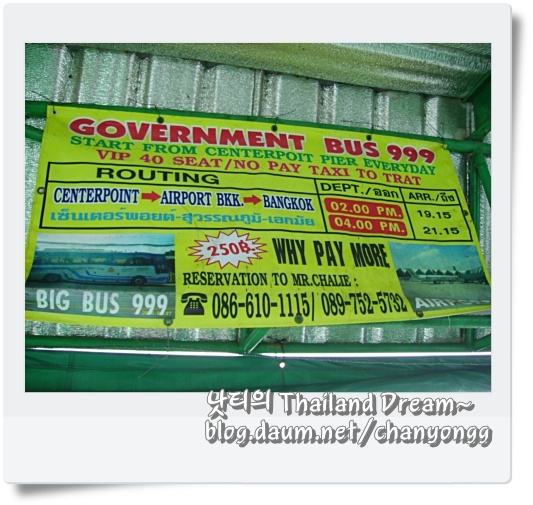 GOVERNMENT BUS 999
START FROM CENTERPOIT PIER EVERYDAY
VIP 40 SEAT/NO PAY TAXI TO TRAT
ROUTING
DEPT./ออก
ARR./ถึง
CENTERPOINT → AIRPORT BKK. → BANGKOK
02.00 PM.
19.15
เซ็นเตอร์พอยต์-สุวรรณภูมิ-เอกมัย
04.00 PM.
21.15
250฿.
WHY PAY MORE
RESERVATION TO MR.CHALIE :
BIG BUS 999
☎ 086-610-1115/ 089-752-5732
낫티의 Thailand Dream~
blog.daum.net/chanyongg